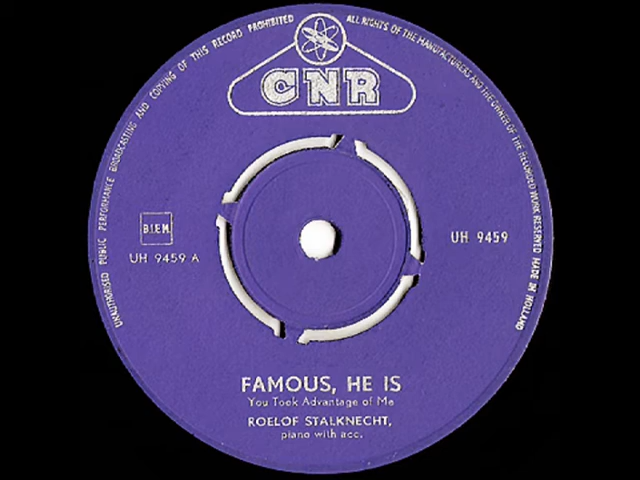 UNAUTHORISED PUBLIC PERFORMANCE BROADCASTING AND COPYING OF THIS RECORD PROHIBITED
ALL RIGHTS OF THE MANUFACTURERS AND THE OWNER OF THE RECORDED WORK RESERVED MADE IN HOLLAND
CNR
B.I.E.M.
UH 9459 A
UH 9459
FAMOUS, HE IS
You Took Advantage of Me
ROELOF STALKNECHT,
piano with acc.